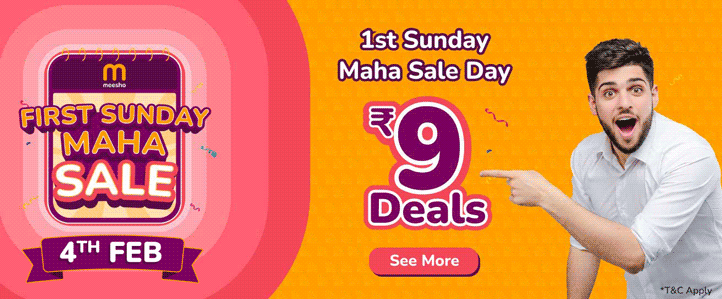 meesho
FIRST SUNDAY
MAHA
SALE
4TH FEB
1st Sunday
Maha Sale Day
₹9
Deals
See More
*T&C Apply